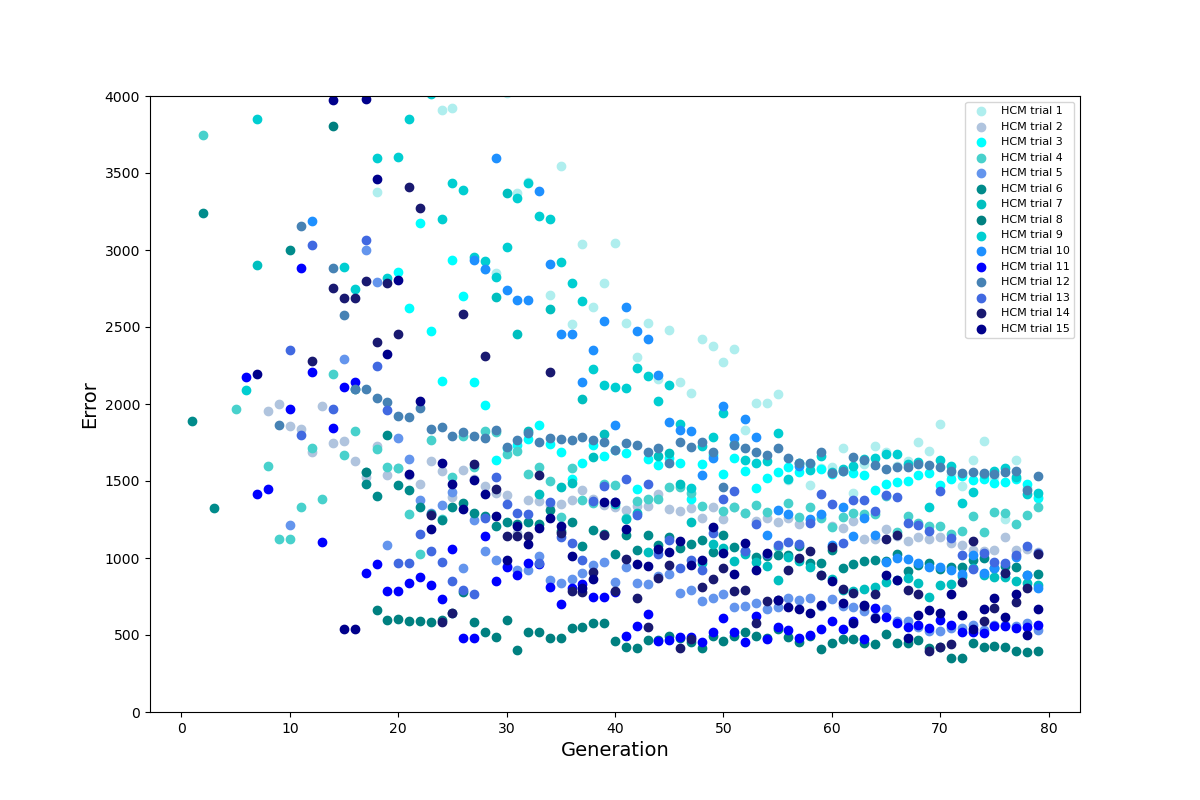 4000
3500
3000
2500
2000
1500
1000
500
0
Error
0 10 20 30 40 50 60 70 80
Generation
HCM trial 1
HCM trial 2
HCM trial 3
HCM trial 4
HCM trial 5
HCM trial 6
HCM trial 7
HCM trial 8
HCM trial 9
HCM trial 10
HCM trial 11
HCM trial 12
HCM trial 13
HCM trial 14
HCM trial 15